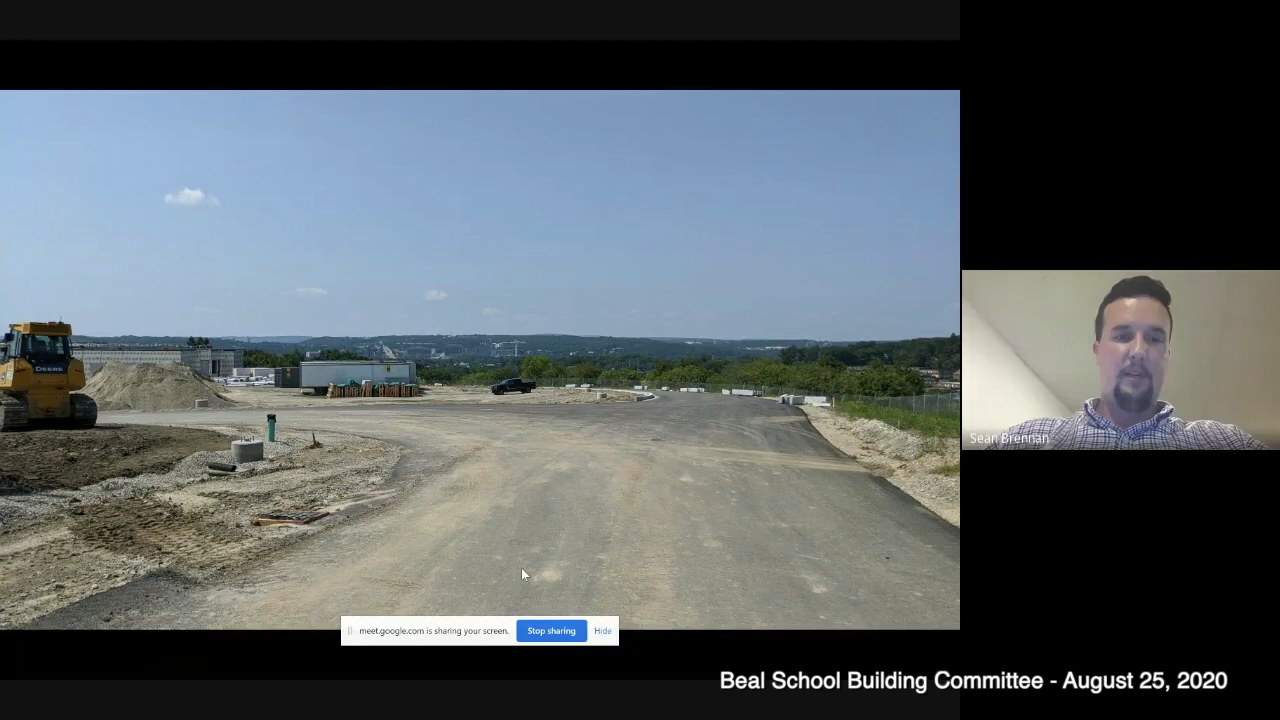 DEERE
Sean Brennan
meet.google.com is sharing your screen.
Stop sharing
Hide
Beal School Building Committee - August 25, 2020